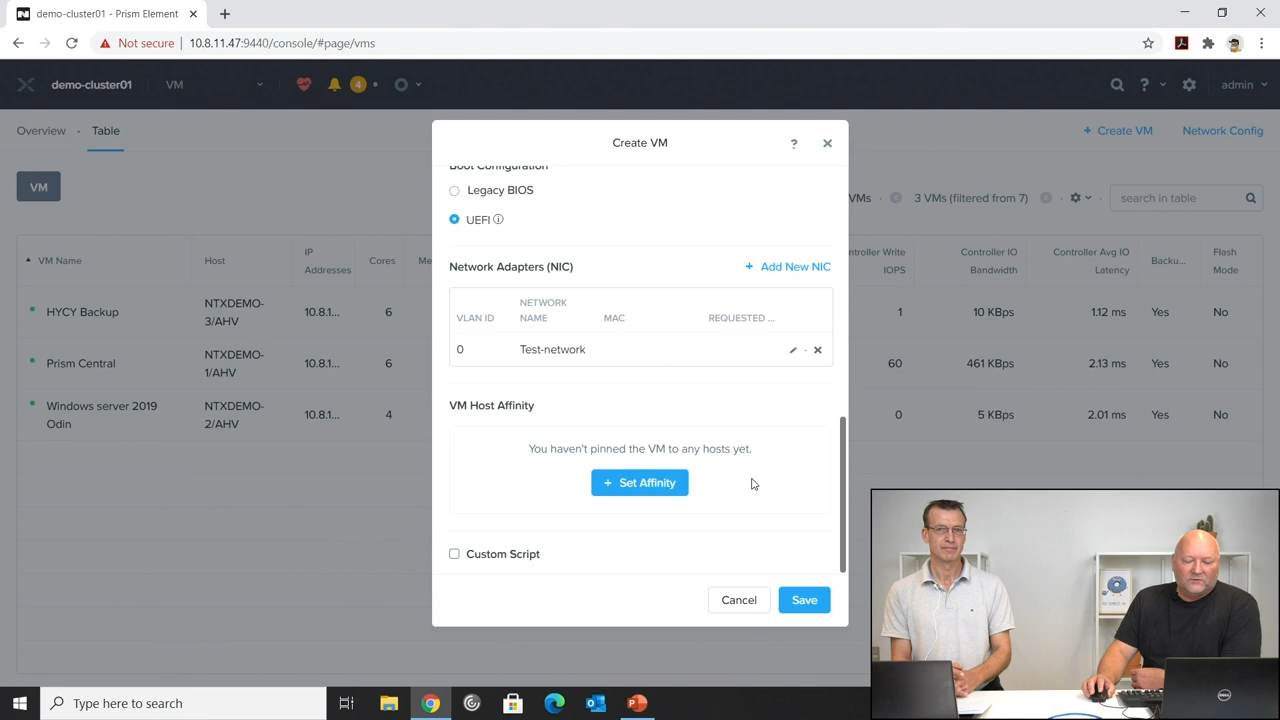 demo-cluster01 - Prism Element
Not secure
10.8.11.47:9440/console/#page/vms
demo-cluster01
VM
4
?
admin
Overview · Table
+ Create VM
Network Config
VM
VMs · 3 VMs (filtered from 7)
search in table
VM Name
Host
IP Addresses
Cores
Controller IO Bandwidth
Controller Avg IO Latency
Backu...
Flash Mode
IOPS
HYCY Backup
NTXDEMO-3/AHV
10.8.1...
6
1
10 KBps
1.12 ms
Yes
No
Prism Central
NTXDEMO-1/AHV
10.8.1...
6
60
461 KBps
2.13 ms
Yes
No
Windows server 2019 Odin
NTXDEMO-2/AHV
10.8.1...
4
0
5 KBps
2.01 ms
Yes
No
Create VM
?
Boot Configuration
Legacy BIOS
UEFI
Network Adapters (NIC)
+ Add New NIC
VLAN ID
NETWORK NAME
MAC
REQUESTED ...
0
Test-network
VM Host Affinity
You haven't pinned the VM to any hosts yet.
+ Set Affinity
Custom Script
Cancel
Save
Type here to search
DELL